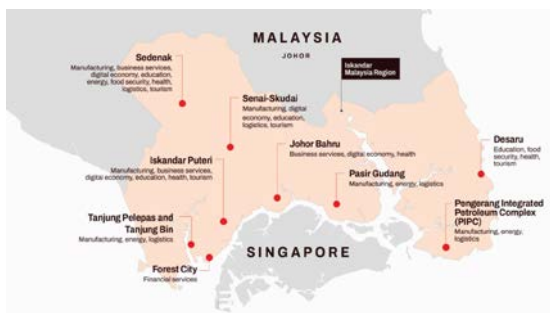 MALAYSIA
JOHOR
Sedenak
Manufacturing, business services,
digital economy, education,
energy, food security, health,
logistics, tourism
Iskandar
Malaysia Region
Senai-Skudai
Manufacturing, digital
economy, education,
logistics, tourism
Desaru
Education, food
security, health,
tourism
Johor Bahru
Business services, digital economy, health
Iskandar Puteri
Manufacturing, business services,
digital economy, education, health, tourism
Pasir Gudang
Manufacturing, energy, logistics
Pengerang Integrated
Petroleum Complex
(PIPC)
Manufacturing, energy,
logistics
Tanjung Pelepas and
Tanjung Bin
Manufacturing, energy, logistics
SINGAPORE
Forest City
Financial services